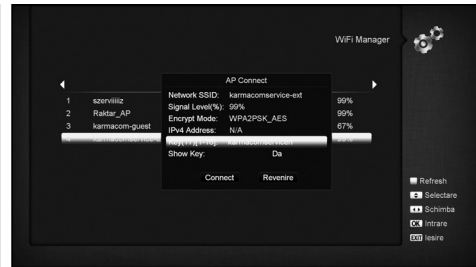 WiFi Manager
AP Connect
Network SSID: karmacomservice-ext
Signal Level(%): 99%
Encrypt Mode: WPA2PSK_AES
IPv4 Address: N/A
Show Key: Da
Connect Revenire
1 szerviiiiz 99%
2 Raktar_AP 99%
3 karmacom-guest 67%
4
Refresh
Selectare
Schimba
OK Intrare
EXIT Iesire